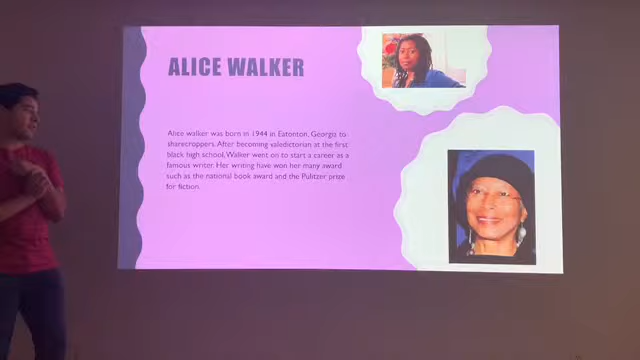 ALICE WALKER
Alice walker was born in 1944 in Eatonton, Georgia to
sharecroppers. After becoming valedictorian at the first
black high school, Walker went on to start a career as a
famous writer. Her writing have won her many award
such as the national book award and the Pulitzer prize
for fiction.